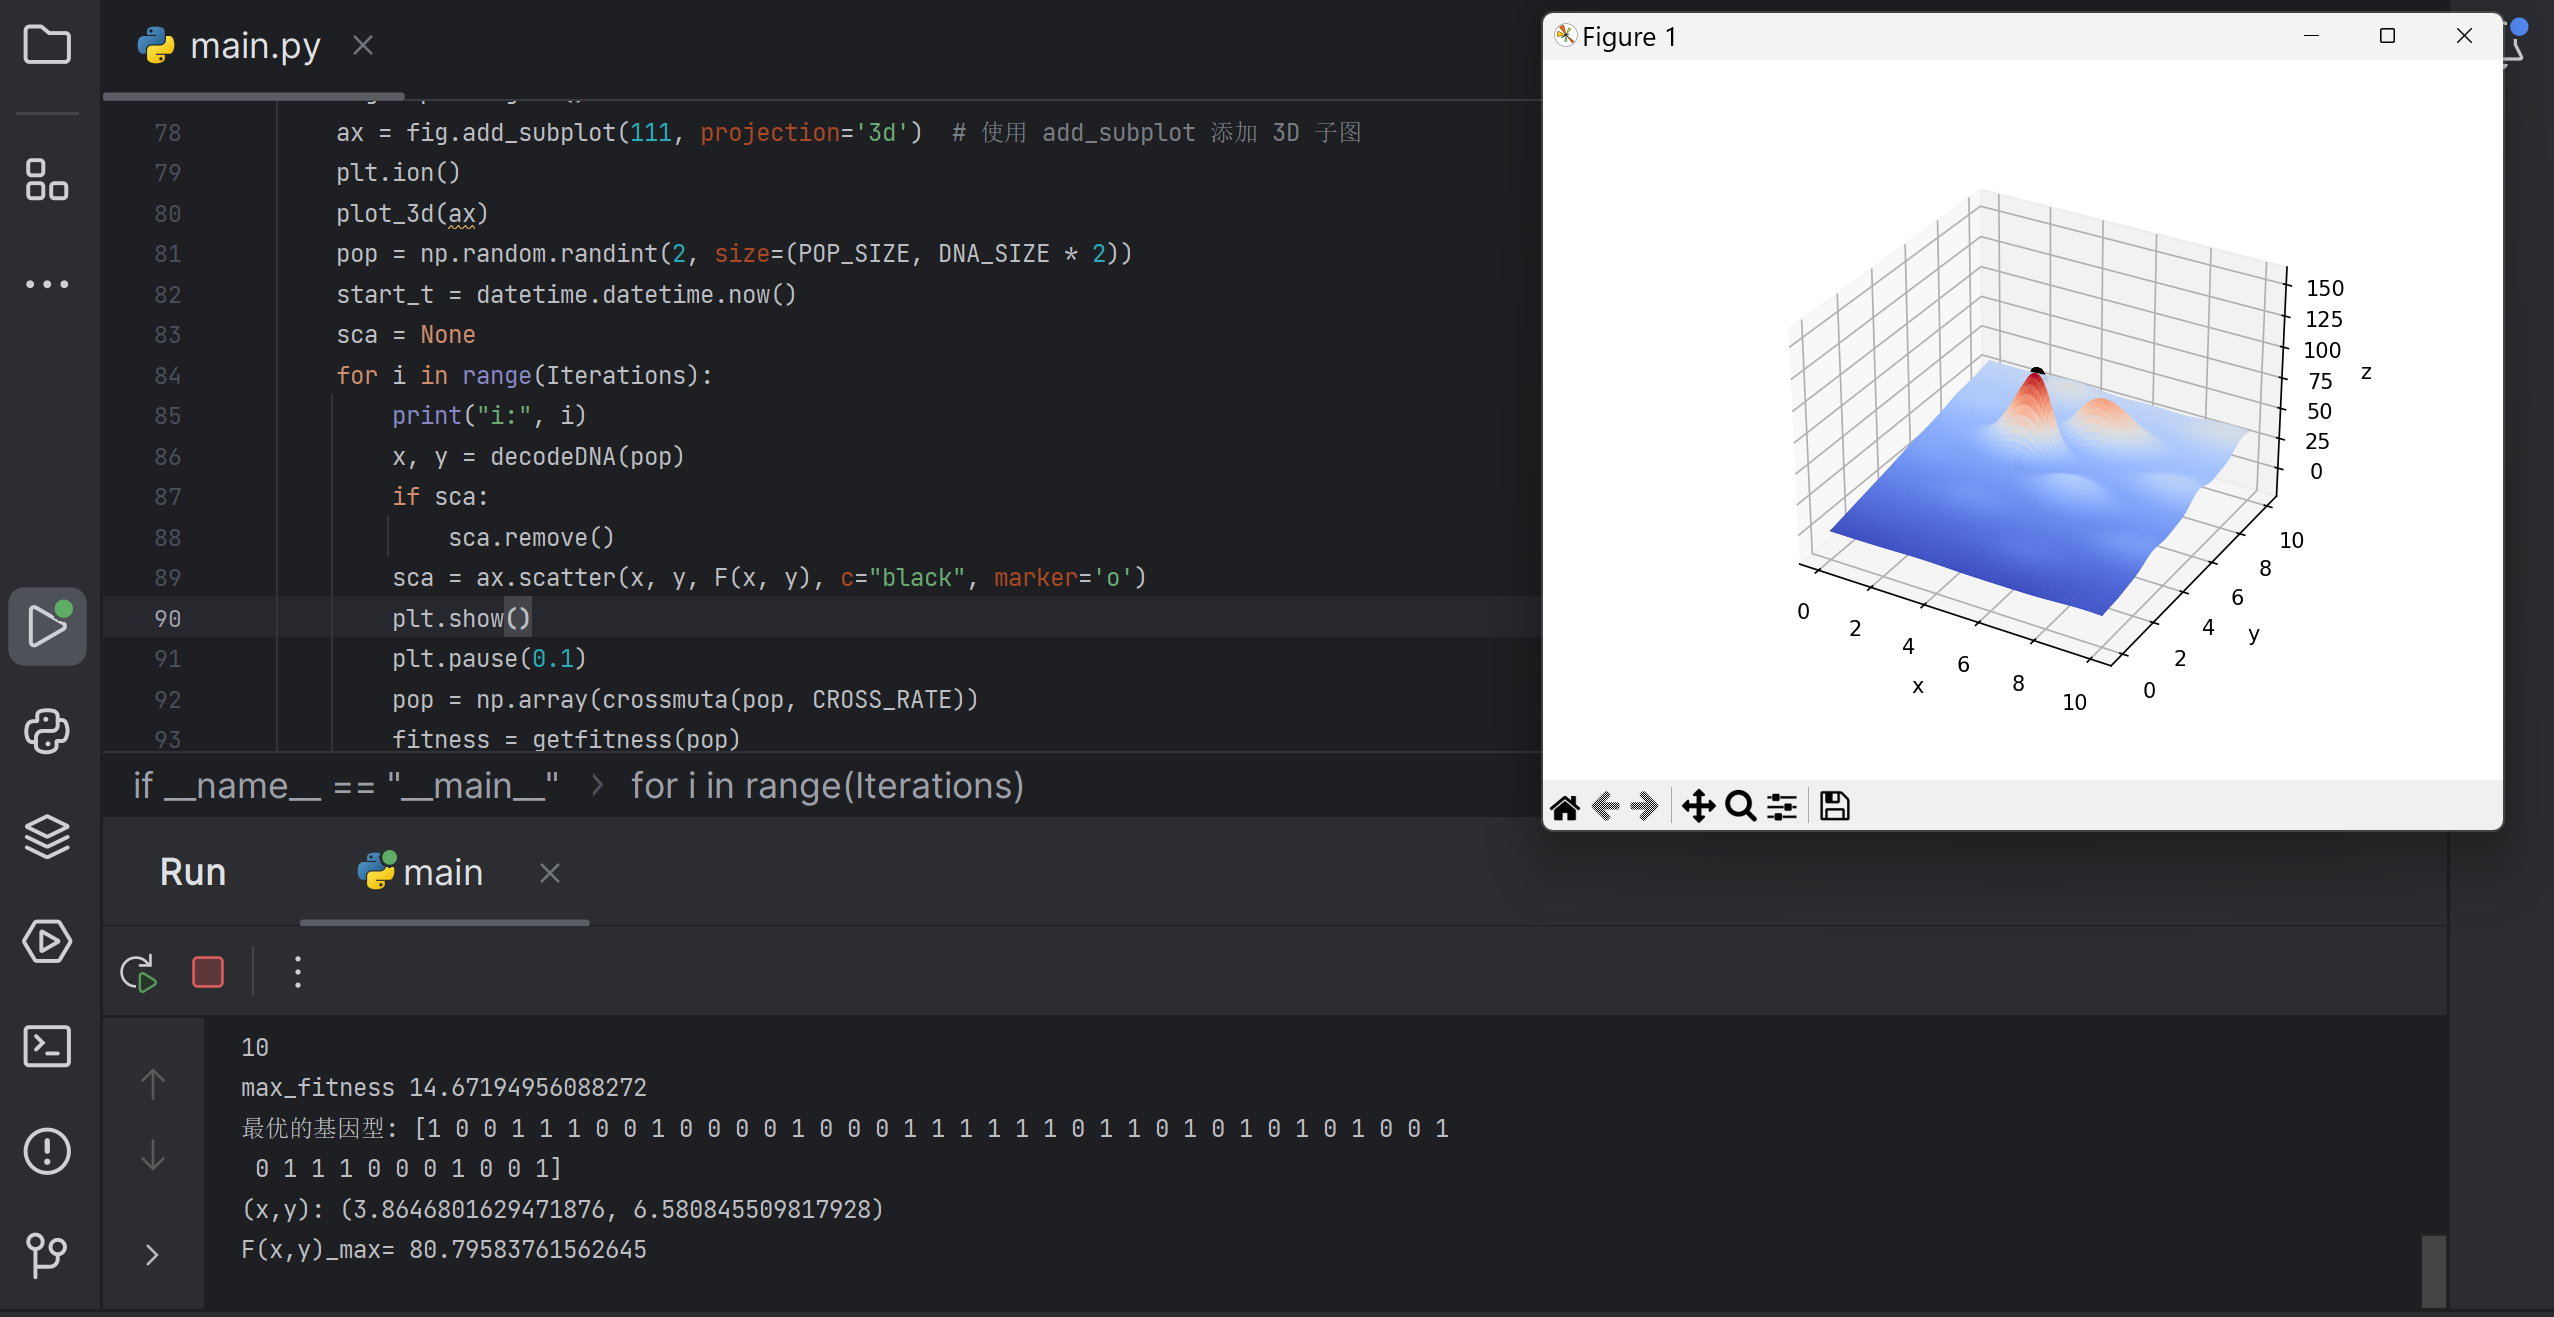 main.py
78 ax = fig.add_subplot(111, projection='3d') # 使用 add_subplot 添加 3D 子图
79 plt.ion()
80 plot_3d(ax)
81 pop = np.random.randint(2, size=(POP_SIZE, DNA_SIZE * 2))
82 start_t = datetime.datetime.now()
83 sca = None
84 for i in range(Iterations):
85 print("i:", i)
86 x, y = decodeDNA(pop)
87 if sca:
88 sca.remove()
89 sca = ax.scatter(x, y, F(x, y), c="black", marker='o')
90 plt.show()
91 plt.pause(0.1)
92 pop = np.array(crossmuta(pop, CROSS_RATE))
93 fitness = getfitness(pop)
if __name__ == "__main__" > for i in range(Iterations)
Figure 1
150
125
100
75
50
25
0
z
10
8
6
4
2
0
y
0
2
4
6
8
10
x
Run
main
10
max_fitness 14.67194956088272
最优的基因型: [1 0 0 1 1 1 0 0 1 0 0 0 0 1 0 0 0 1 1 1 1 1 1 0 1 1 0 1 0 1 0 1 0 1 0 0 1
0 1 1 1 0 0 0 1 0 0 1]
(x,y): (3.8646801629471876, 6.580845509817928)
F(x,y)_max= 80.79583761562645